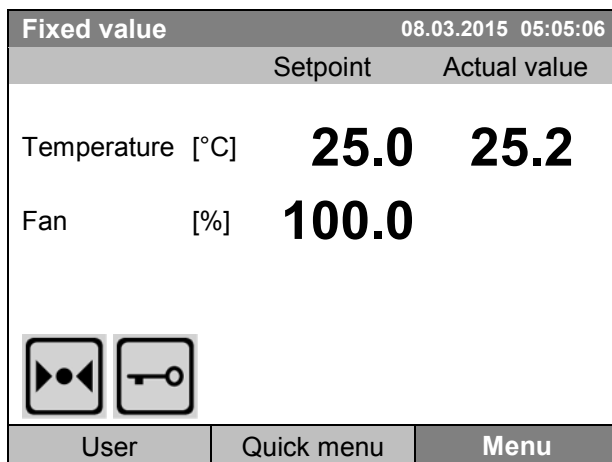 Fixed value 08.03.2015 05:05:06
Setpoint Actual value
Temperature [°C] 25.0 25.2
Fan [%] 100.0
User Quick menu Menu